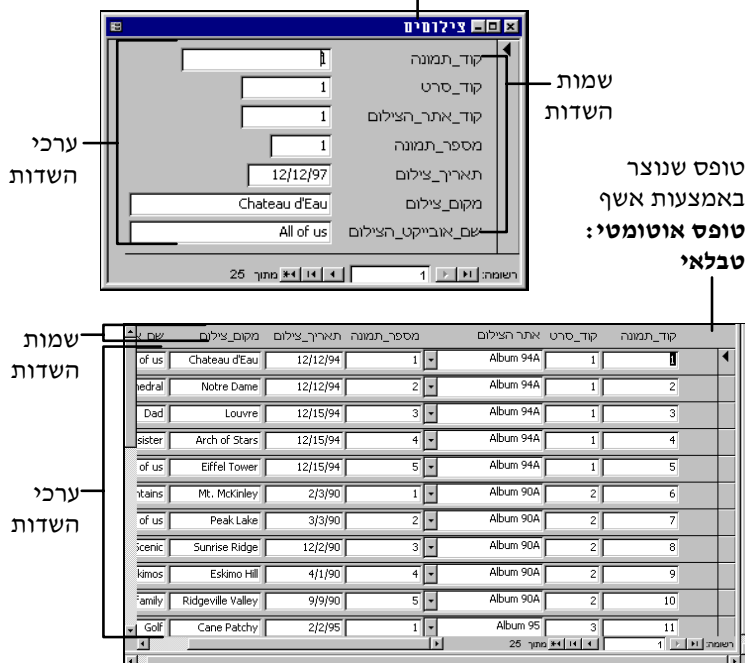 צילומים
קוד_תמונה 1
קוד_סרט 1
קוד_אתר_הצילום 1
מספר_תמונה 1
תאריך_צילום 12/12/97
מקום_צילום Chateau d'Eau
שם_אובייקט_הצילום All of us
רשומה: 1 מתוך 25
שמות
השדות
ערכי
השדות
טופס שנוצר
באמצעות אשף
טופס אוטומטי:
טבלאי
קוד_תמונה קוד_סרט אתר הצילום מספר_תמונה תאריך_צילום מקום_צילום שם_
1 1 Album 94A 1 12/12/94 Chateau d'Eau of us
2 1 Album 94A 2 12/12/94 Notre Dame hedral
3 1 Album 94A 3 12/15/94 Louvre Dad
4 1 Album 94A 4 12/15/94 Arch of Stars sister
5 1 Album 94A 5 12/15/94 Eiffel Tower of us
6 2 Album 90A 1 2/3/90 Mt. McKinley ntains
7 2 Album 90A 2 3/3/90 Peak Lake of us
8 2 Album 90A 3 12/2/90 Sunrise Ridge Scenic
9 2 Album 90A 4 4/1/90 Eskimo Hill kimos
10 2 Album 90A 5 9/9/90 Ridgeville Valley amily
11 3 Album 95 1 2/2/95 Cane Patchy Golf
רשומה: 1 מתוך 25
שמות
השדות
ערכי
השדות